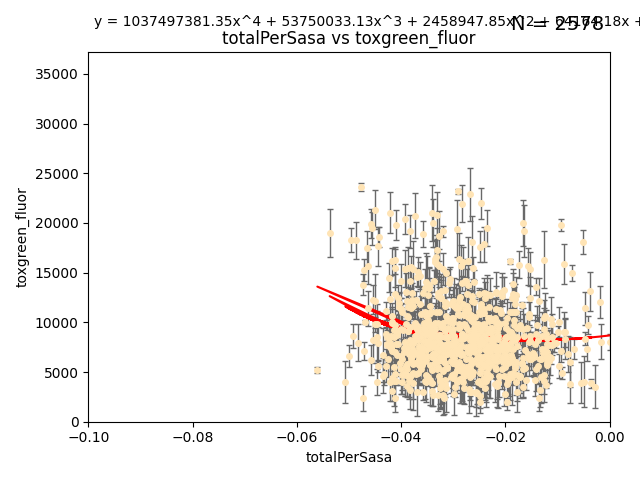 y = 1037497381.35x^4 + 53750033.13x^3 + 2458947.85x^2 +
N = 2578
totalPerSasa vs toxgreen_fluor
35000
30000
25000
20000
15000
10000
5000
0
toxgreen_fluor
−0.10
−0.08
−0.06
−0.04
−0.02
0.00
totalPerSasa